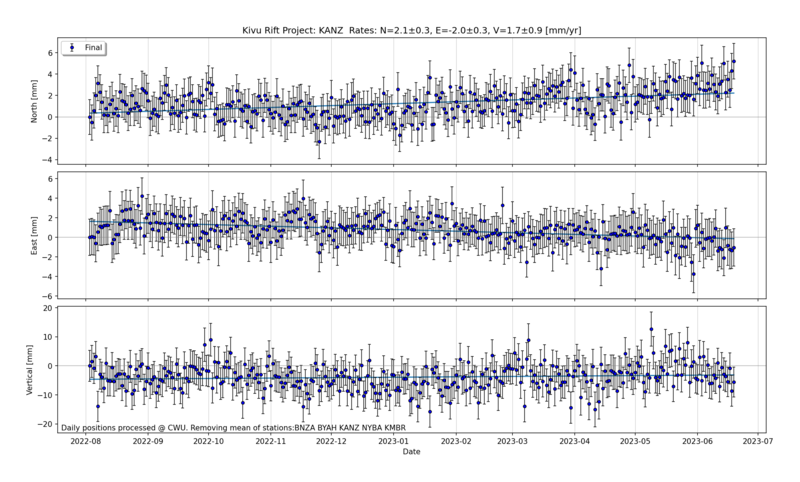 Kivu Rift Project: KANZ  Rates: N=2.1±0.3, E=-2.0±0.3, V=1.7±0.9 [mm/yr]
Final
North [mm]
6
4
2
0
−2
−4
East [mm]
6
4
2
0
−2
−4
−6
Vertical [mm]
20
10
0
−10
−20
Daily positions processed @ CWU. Removing mean of stations:BNZA BYAH KANZ NYBA KMBR
2022-08 2022-09 2022-10 2022-11 2022-12 2023-01 2023-02 2023-03 2023-04 2023-05 2023-06 2023-07
Date